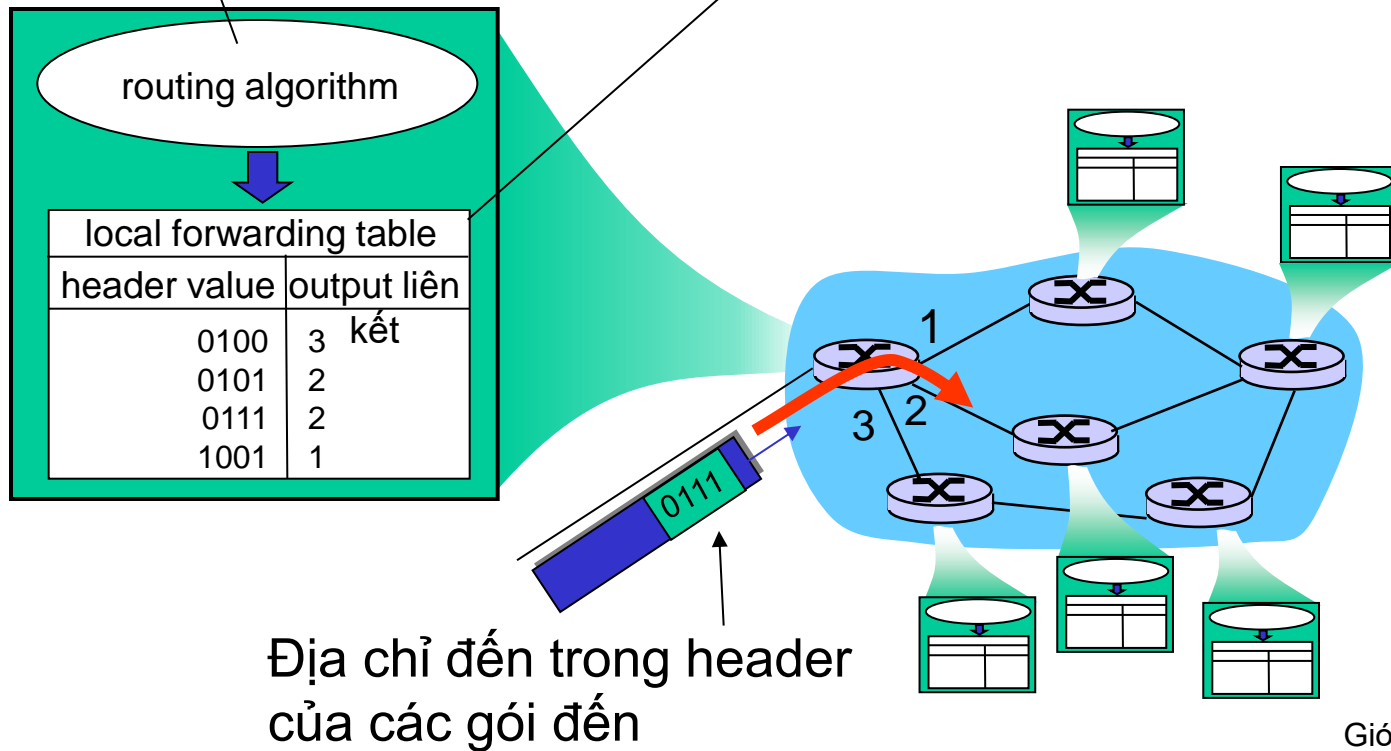 routing algorithm
local forwarding table
header value output liên
kết
0100 3
0101 2
0111 2
1001 1
1
2
3
0111
Địa chỉ đến trong header
của các gói đến
Gió